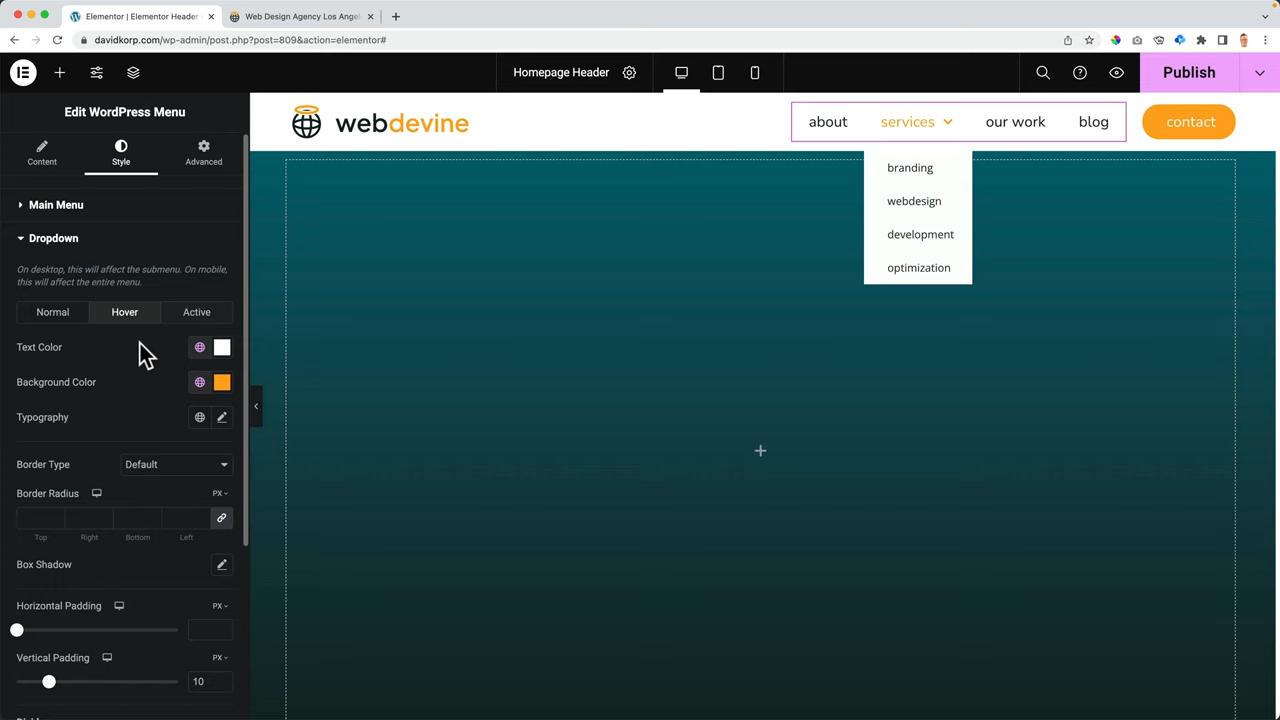 Elementor | Elementor Header
Web Design Agency Los Angel
davidkorp.com/wp-admin/post.php?post=809&action=elementor#
Homepage Header
Publish
Edit WordPress Menu
Content
Style
Advanced
Main Menu
Dropdown
On desktop, this will affect the submenu. On mobile,
this will affect the entire menu.
Normal
Hover
Active
Text Color
Background Color
Typography
Border Type
Default
Border Radius
PX
Top
Right
Bottom
Left
Box Shadow
Horizontal Padding
PX
Vertical Padding
PX
10
webdevine
about
services
our work
blog
contact
branding
webdesign
development
optimization